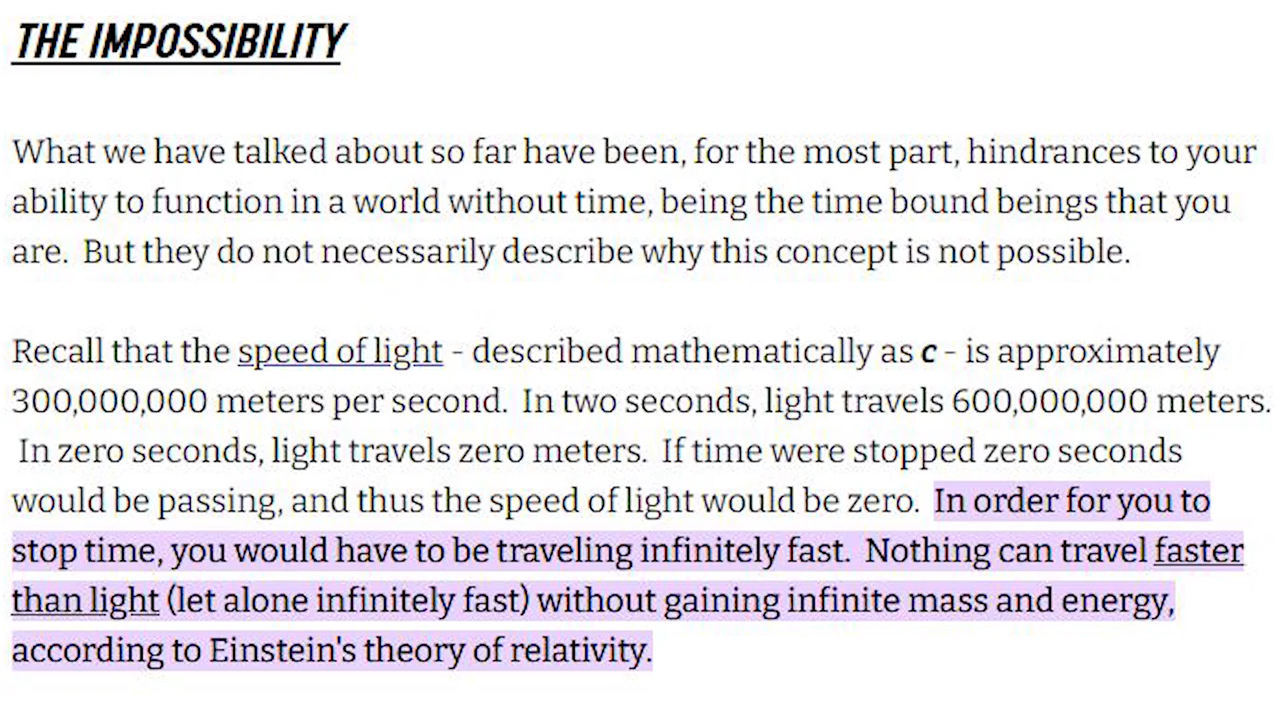 THE IMPOSSIBILITY
What we have talked about so far have been, for the most part, hindrances to your
ability to function in a world without time, being the time bound beings that you
are. But they do not necessarily describe why this concept is not possible.
Recall that the speed of light - described mathematically as c - is approximately
300,000,000 meters per second. In two seconds, light travels 600,000,000 meters.
In zero seconds, light travels zero meters. If time were stopped zero seconds
would be passing, and thus the speed of light would be zero. In order for you to
stop time, you would have to be traveling infinitely fast. Nothing can travel faster
than light (let alone infinitely fast) without gaining infinite mass and energy,
according to Einstein's theory of relativity.